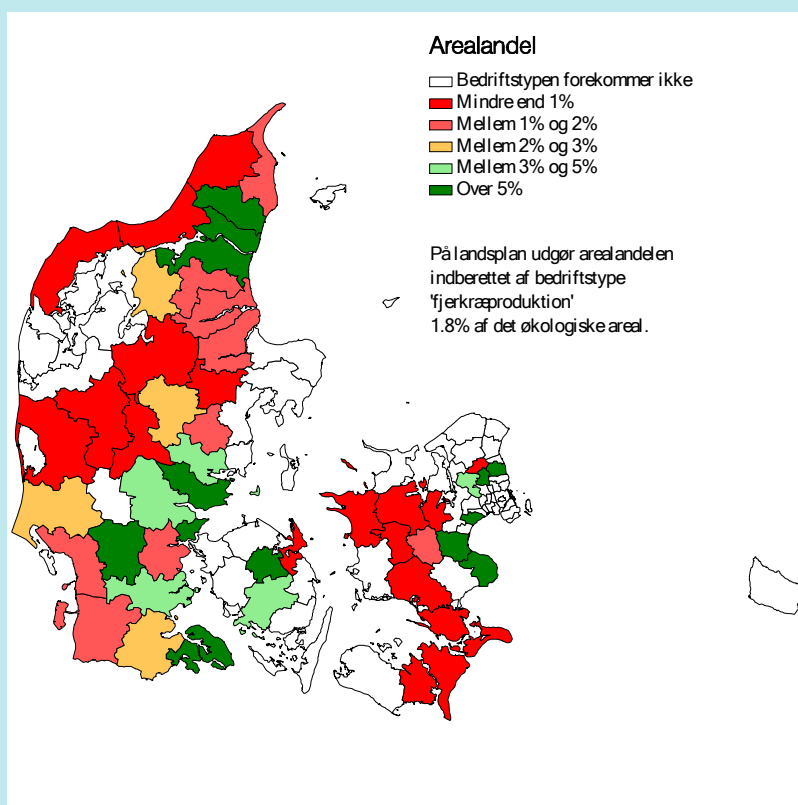 Arealandel
Bedriftstypen forekommer ikke
Mindre end 1%
Mellem 1% og 2%
Mellem 2% og 3%
Mellem 3% og 5%
Over 5%
På landsplan udgør arealandelen
indberettet af bedriftstype
'fjerkræproduktion'
1.8% af det økologiske areal.